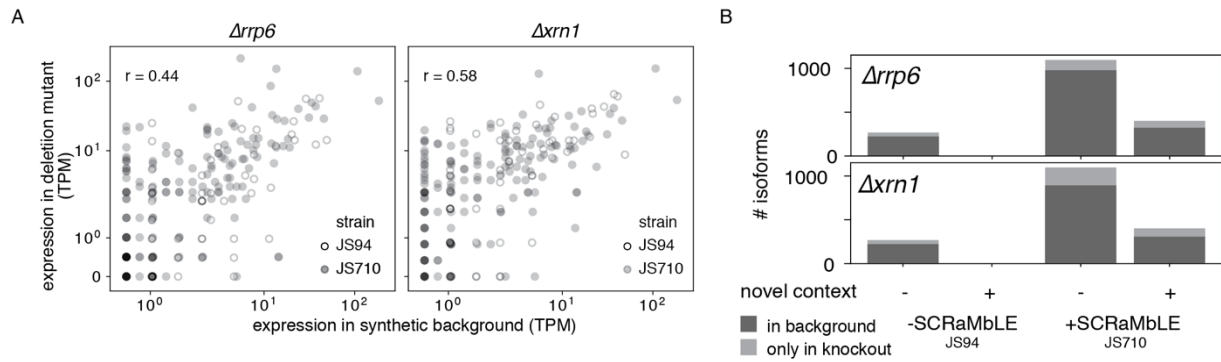 A
Δrrp6
Δxrn1
expression in deletion mutant
(TPM)
10²
10¹
10⁰
0
r = 0.44
strain
JS94
JS710
r = 0.58
strain
JS94
JS710
10⁰
10¹
10²
10⁰
10¹
10²
expression in synthetic background (TPM)
B
# isoforms
1000
0
Δrrp6
1000
0
Δxrn1
novel context
-
+
-
+
in background
only in knockout
-SCRaMbLE
JS94
+SCRaMbLE
JS710